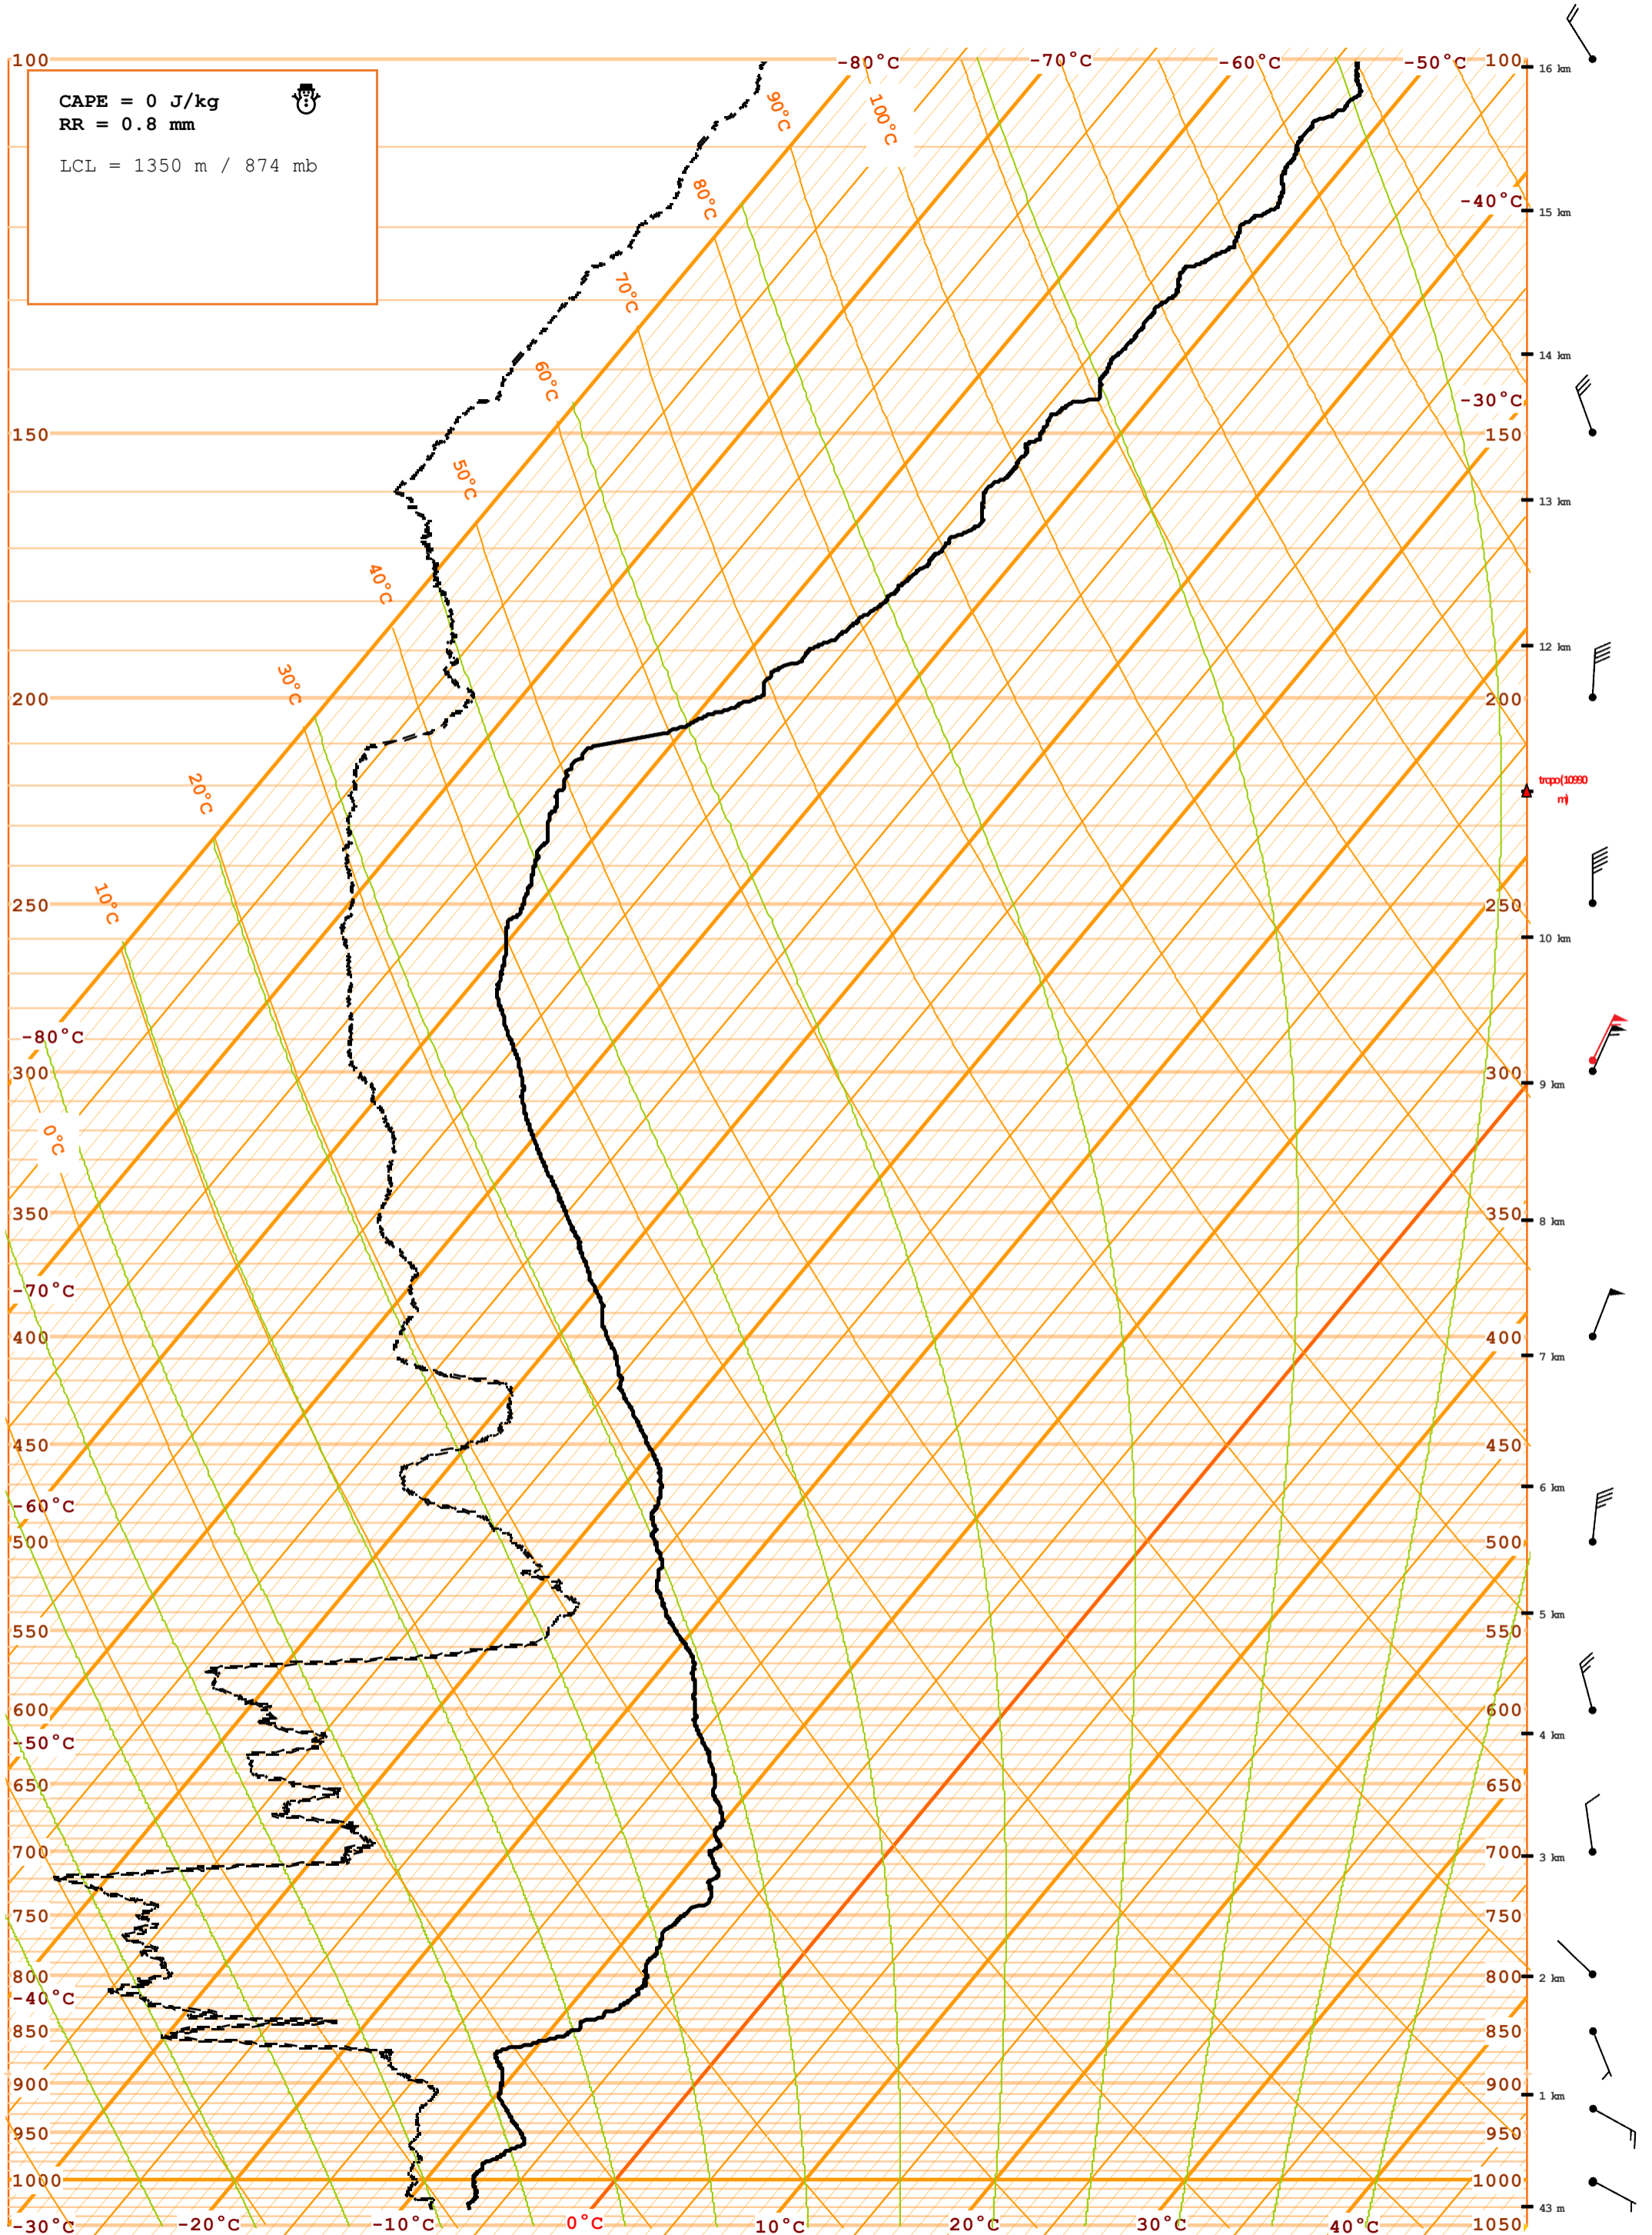 100 -80°C -70°C -60°C -50°C 100
16 km
CAPE = 0 J/kg
RR = 0.8 mm
LCL = 1350 m / 874 mb
90°C 100°C
80°C -40°C
15 km
70°C
14 km
60°C -30°C
150 150
50°C
13 km
40°C
12 km
30°C
200 200
20°C
tropo(10990
m)
10°C
250 250
10 km
-80°C
300 300
9 km
0°C
350 350
8 km
-70°C
400 400
7 km
450 450
6 km
-60°C
500 500
5 km
550 550
600 600
4 km
-50°C
650 650
700 700
3 km
750 750
800 800
2 km
-40°C
850 850
900 900
1 km
950 950
1000 1000
43 m
-30°C -20°C -10°C 0°C 10°C 20°C 30°C 40°C 1050